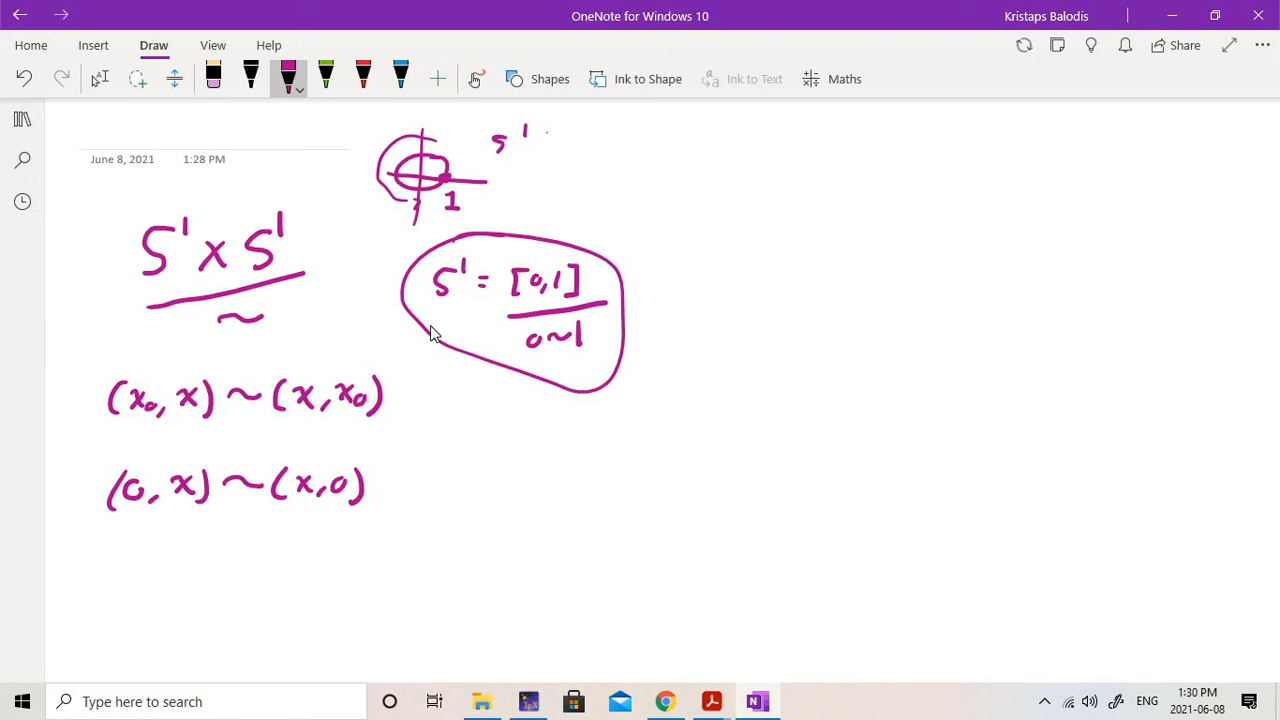 OneNote for Windows 10
Kristaps Balodis
Home Insert Draw View Help
Share
Shapes
Ink to Shape
Ink to Text
Maths
June 8, 2021 1:28 PM
S¹
1
S¹ x S¹
~
S¹ = [0,1]
0~1
(x₀, x) ~ (x, x₀)
(0, x) ~ (x, 0)
Type here to search
ENG
1:30 PM
2021-06-08